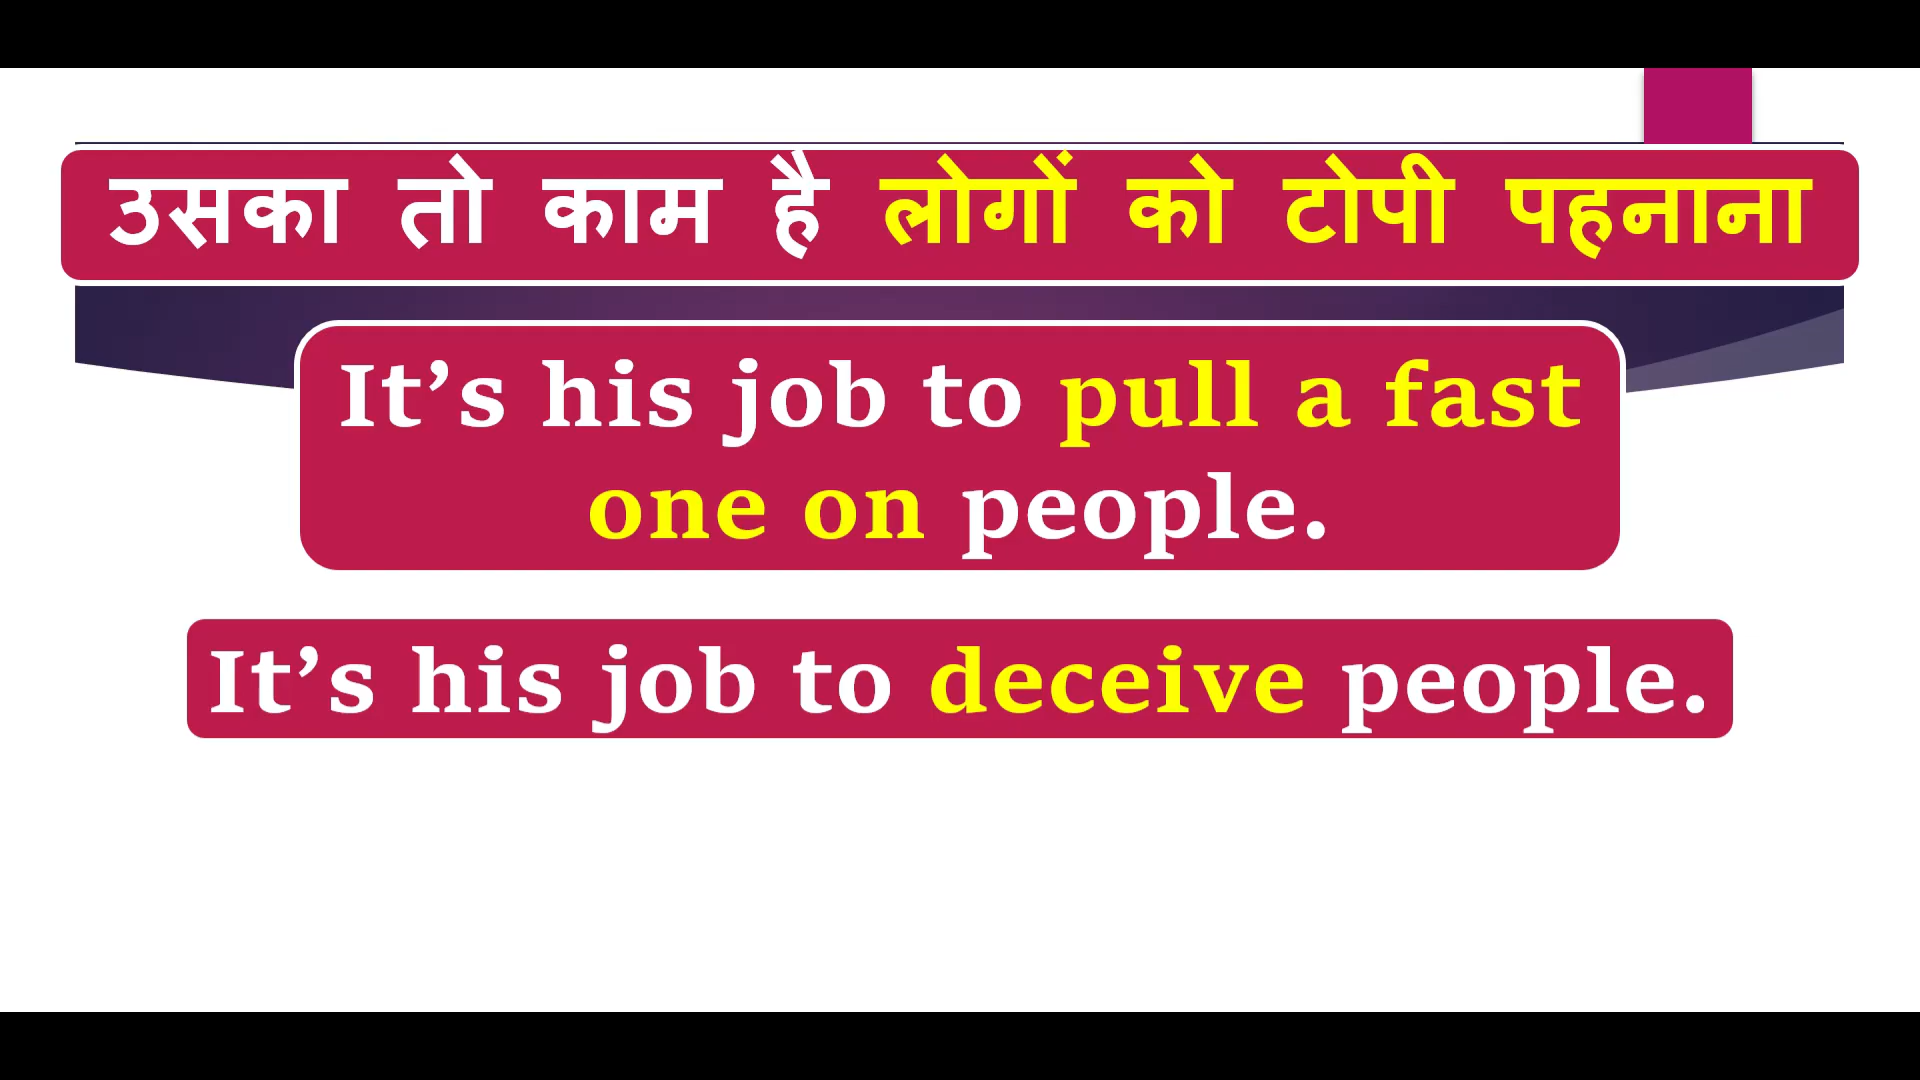 उसका तो काम है लोगों को टोपी पहनाना
It’s his job to pull a fast
one on people.
It’s his job to deceive people.